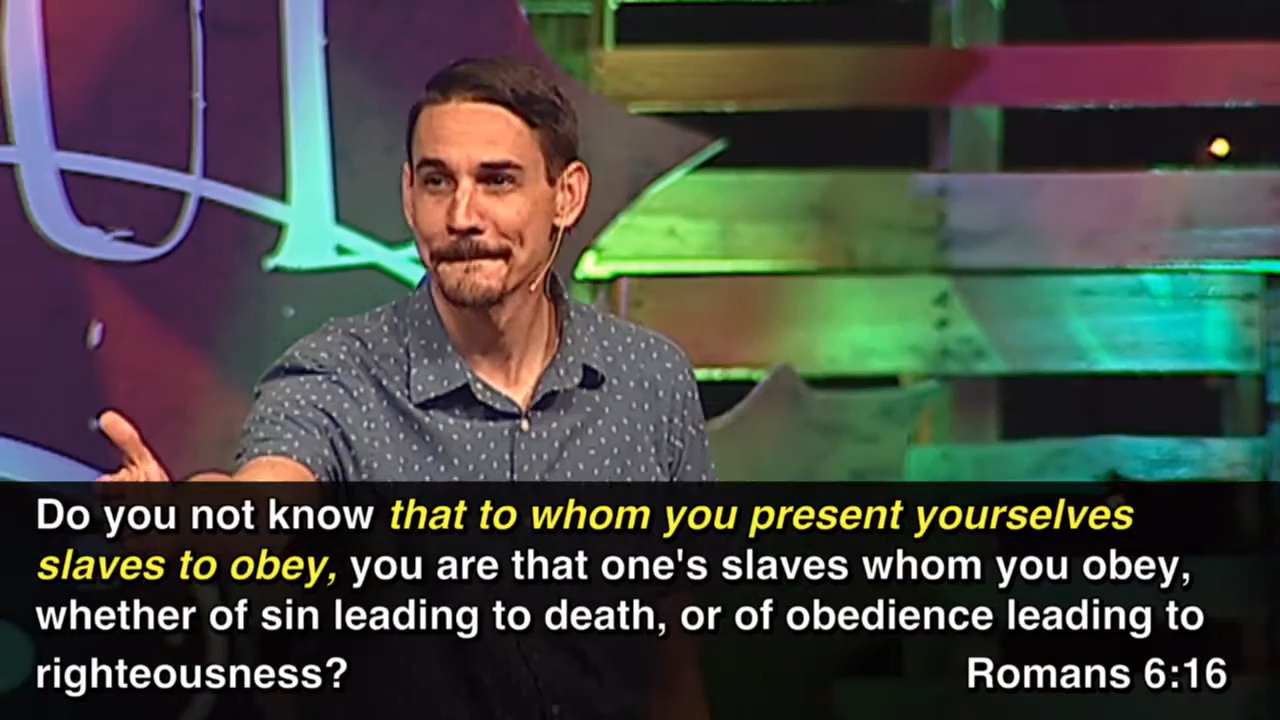 Do you not know that to whom you present yourselves
slaves to obey, you are that one's slaves whom you obey,
whether of sin leading to death, or of obedience leading to
righteousness? Romans 6:16